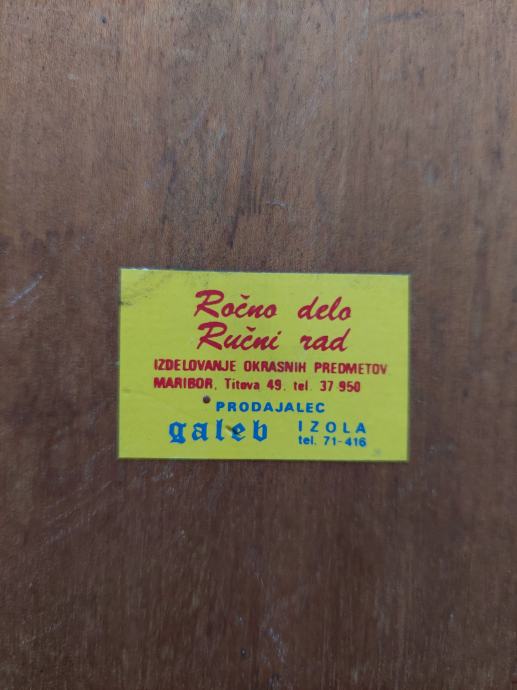 Ročno delo
Ručni rad
IZDELOVANJE OKRASNIH PREDMETOV
MARIBOR, Titova 49. tel. 37 950
PRODAJALEC
galeb IZOLA
tel. 71-416